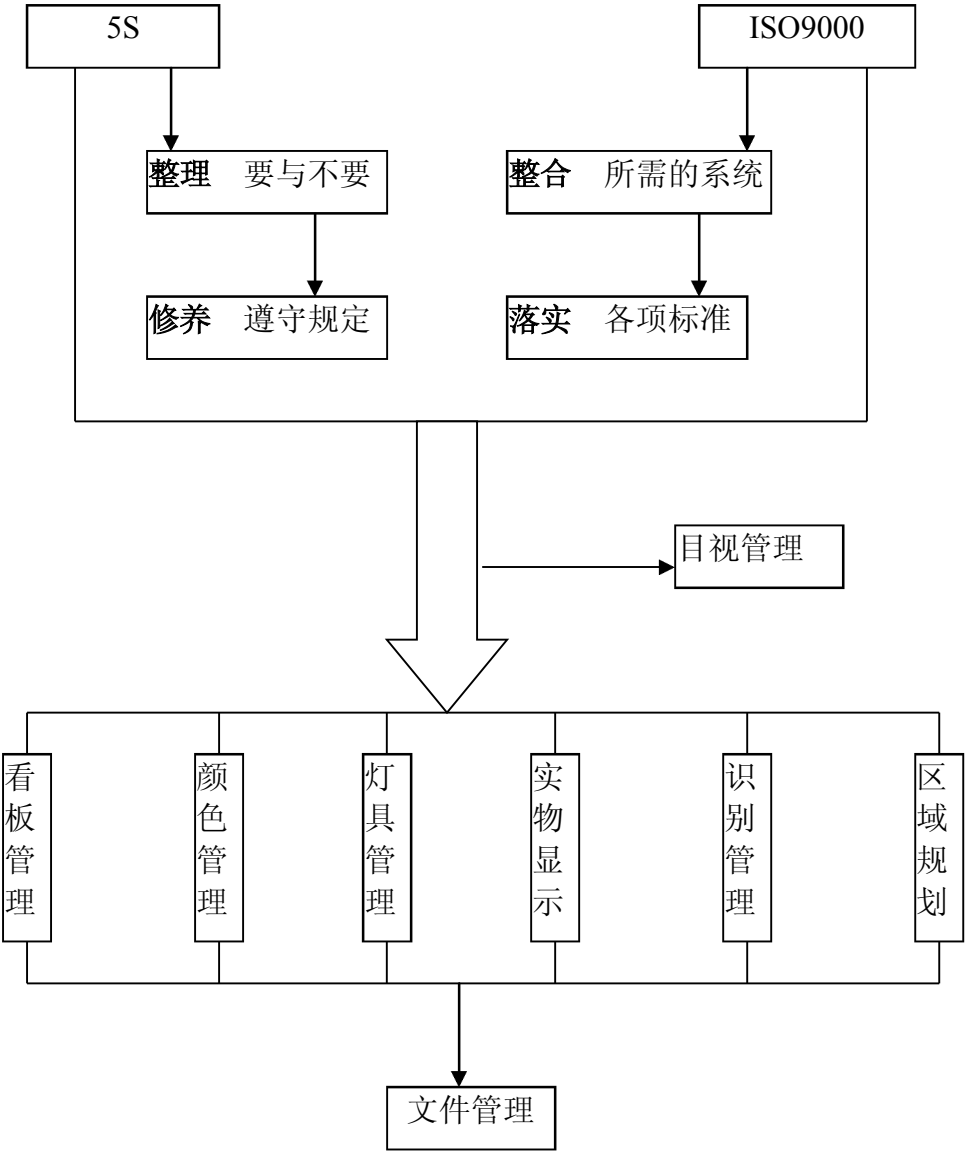 5S
ISO9000
整理 要与不要
整合 所需的系统
修养 遵守规定
落实 各项标准
目视管理
看板管理
颜色管理
灯具管理
实物显示
识别管理
区域规划
文件管理